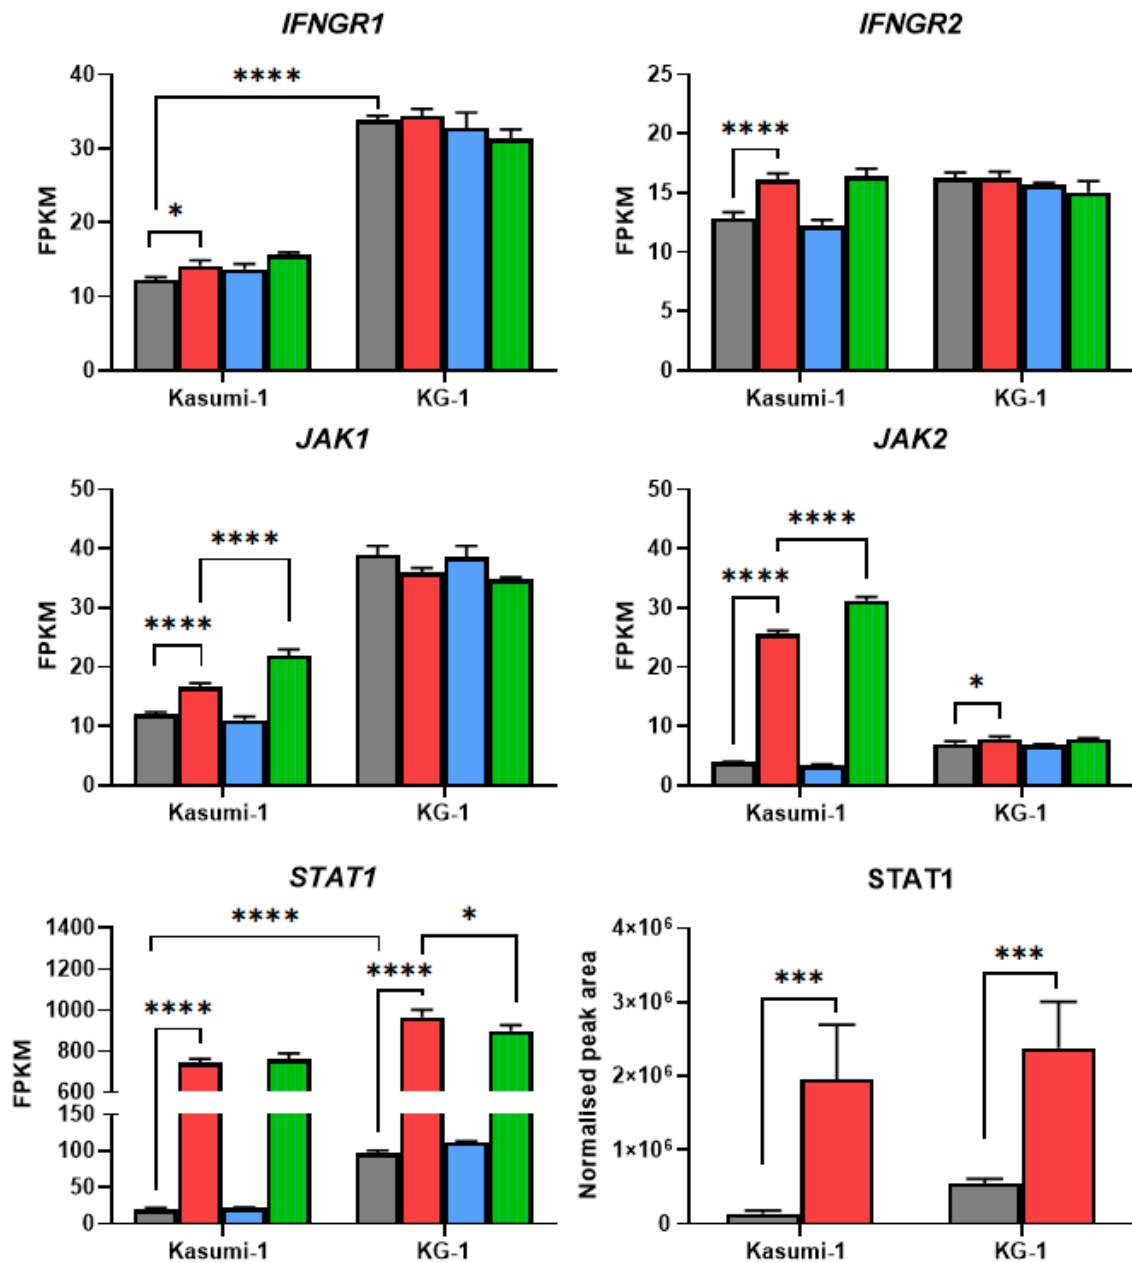 IFNGR1
IFNGR2
40
30
20
10
0
FPKM
****
*
Kasumi-1
KG-1
25
20
15
10
5
0
FPKM
****
Kasumi-1
KG-1
JAK1
JAK2
50
40
30
20
10
0
FPKM
****
****
Kasumi-1
KG-1
50
40
30
20
10
0
FPKM
****
****
*
Kasumi-1
KG-1
STAT1
STAT1
1400
1200
1000
800
600
150
100
50
0
FPKM
****
*
****
****
Kasumi-1
KG-1
4×10⁶
3×10⁶
2×10⁶
1×10⁶
0
Normalised peak area
***
***
Kasumi-1
KG-1